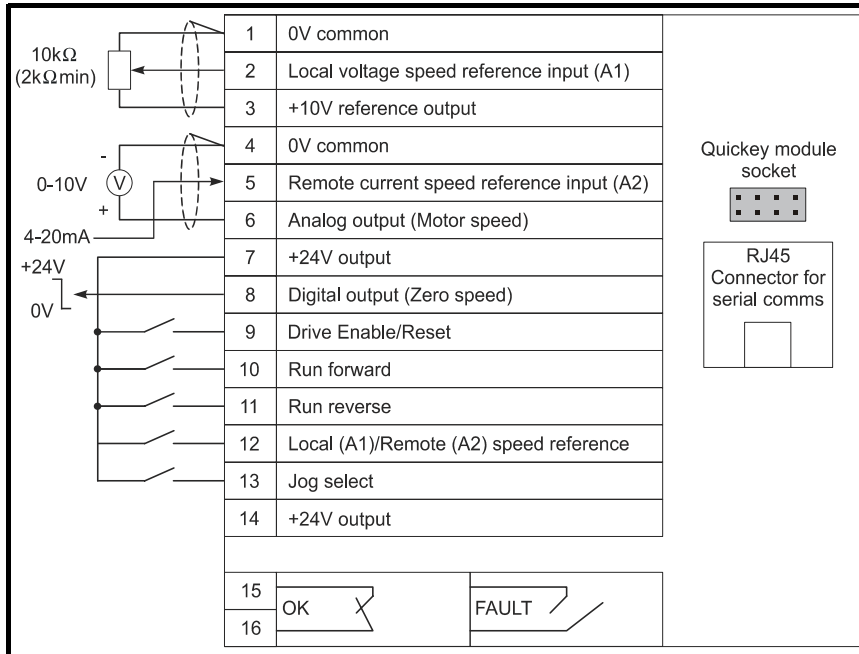 10kΩ
(2kΩmin)
1 0V common
2 Local voltage speed reference input (A1)
3 +10V reference output
4 0V common
-
0-10V V
+
4-20mA
5 Remote current speed reference input (A2)
6 Analog output (Motor speed)
7 +24V output
+24V
0V
8 Digital output (Zero speed)
9 Drive Enable/Reset
10 Run forward
11 Run reverse
12 Local (A1)/Remote (A2) speed reference
13 Jog select
14 +24V output
15
16
OK
FAULT
Quickey module
socket
RJ45
Connector for
serial comms